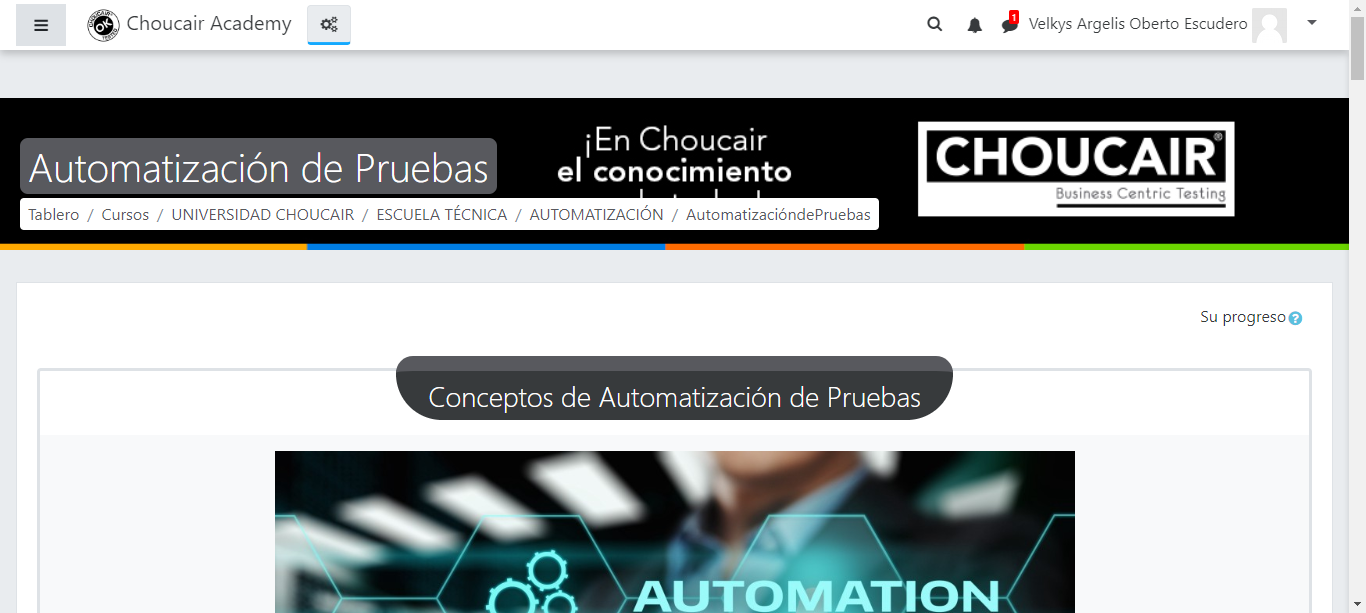 Choucair Academy
1
Velkys Argelis Oberto Escudero
¡En Choucair
el conocimiento
Automatización de Pruebas
Tablero / Cursos / UNIVERSIDAD CHOUCAIR / ESCUELA TÉCNICA / AUTOMATIZACIÓN / AutomatizacióndePruebas
CHOUCAIR®
Business Centric Testing
Su progreso
Conceptos de Automatización de Pruebas
AUTOMATION